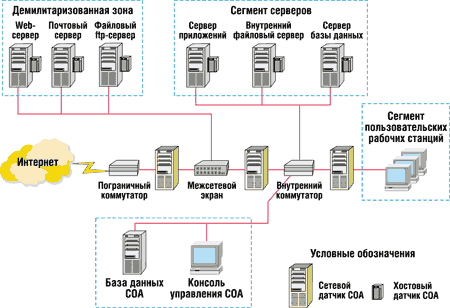 Демилитаризованная зона
Web-
сервер
Почтовый
сервер
Файловый
ftp-сервер
Сегмент серверов
Сервер
приложений
Внутренний
файловый сервер
Сервер
базы данных
Сегмент
пользовательских
рабочих станций
Интернет
Пограничный
коммутатор
Межсетевой
экран
Внутренний
коммутатор
База данных
СОА
Консоль
управления СОА
Условные обозначения
Сетевой
датчик СОА
Хостовый
датчик СОА